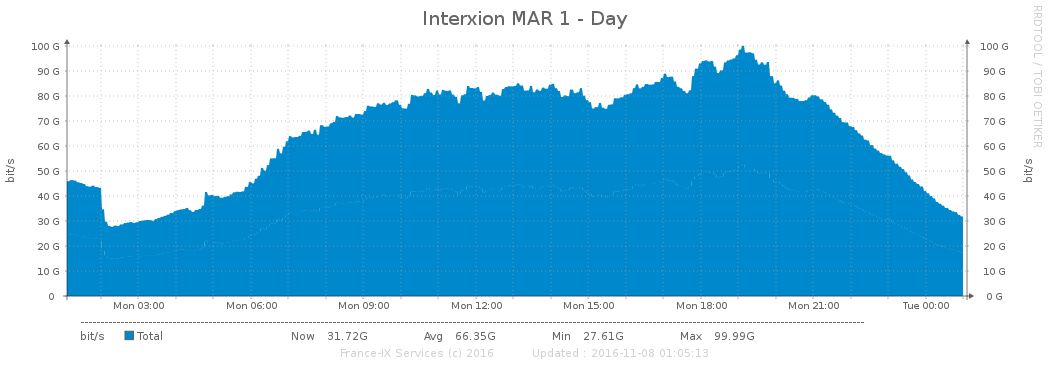 Interxion MAR 1 - Day
RRDTOOL / TOBI OETIKER
bit/s
100 G 100 G
90 G 90 G
80 G 80 G
70 G 70 G
60 G 60 G
50 G 50 G
40 G 40 G
30 G 30 G
20 G 20 G
10 G 10 G
0 0 G
bit/s
Mon 03:00 Mon 06:00 Mon 09:00 Mon 12:00 Mon 15:00 Mon 18:00 Mon 21:00 Tue 00:00
bit/s Total Now 31.72G Avg 66.35G Min 27.61G Max 99.99G
France-IX Services (c) 2016 Updated : 2016-11-08 01:05:13